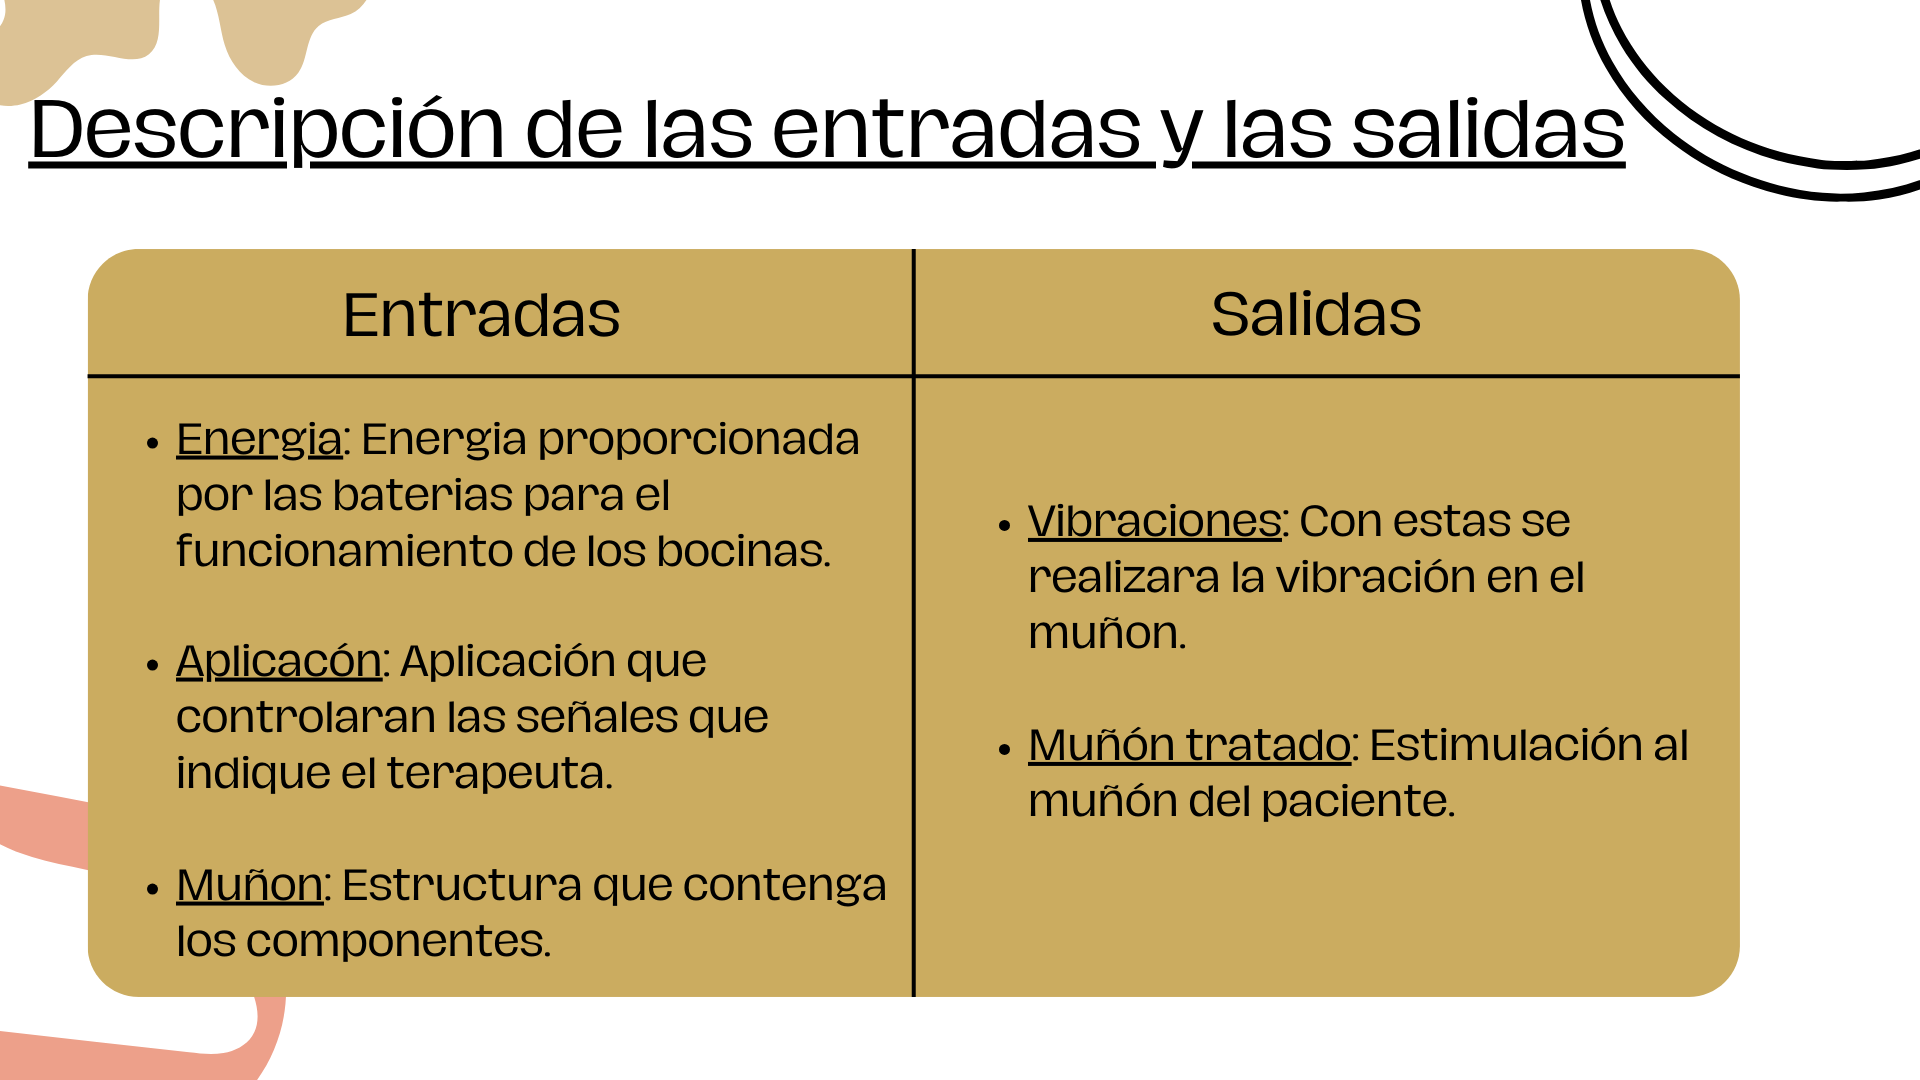 Descripción de las entradas y las salidas
Entradas
• Energia: Energia proporcionada
por las baterias para el
funcionamiento de los bocinas.
• Aplicacón: Aplicación que
controlaran las señales que
indique el terapeuta.
• Muñon: Estructura que contenga
los componentes.
Salidas
• Vibraciones: Con estas se
realizara la vibración en el
muñon.
• Muñón tratado: Estimulación al
muñón del paciente.